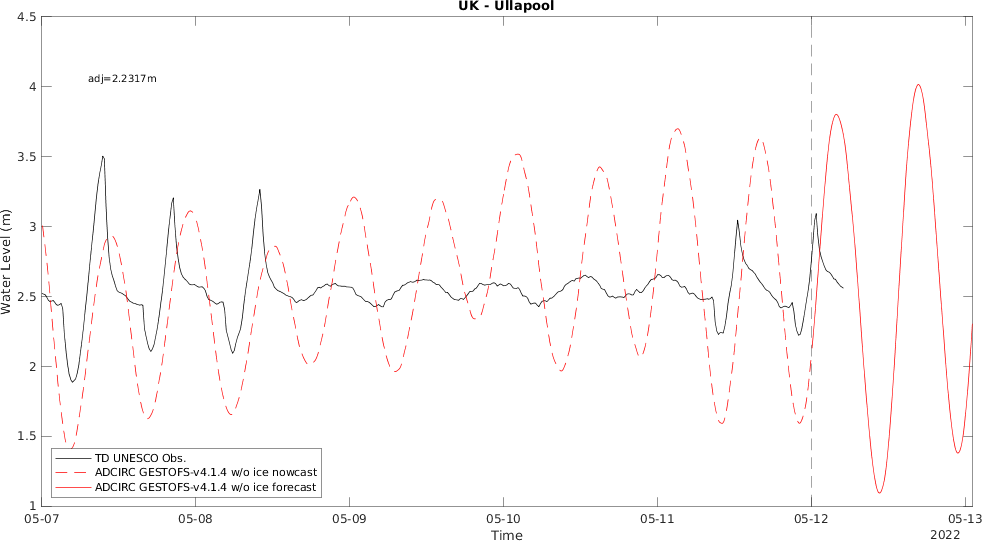 UK - Ullapool
4.5
adj=2.2317m
4
3.5
3
2.5
2
1.5
1
Water Level (m)
TD UNESCO Obs.
ADCIRC GESTOFS-v4.1.4 w/o ice nowcast
ADCIRC GESTOFS-v4.1.4 w/o ice forecast
05-07 05-08 05-09 05-10 05-11 05-12 05-13
Time
2022